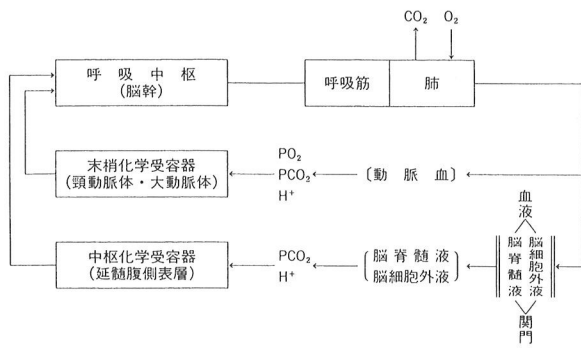 CO₂ O₂
呼吸中枢
(脳幹)
呼吸筋
肺
末梢化学受容器
(頸動脈体・大動脈体)
PO₂
PCO₂
H⁺
〔動脈血〕
中枢化学受容器
(延髄腹側表層)
PCO₂
H⁺
脳脊髄液
脳細胞外液
血液
脳脊髄液
脳細胞外液
関門